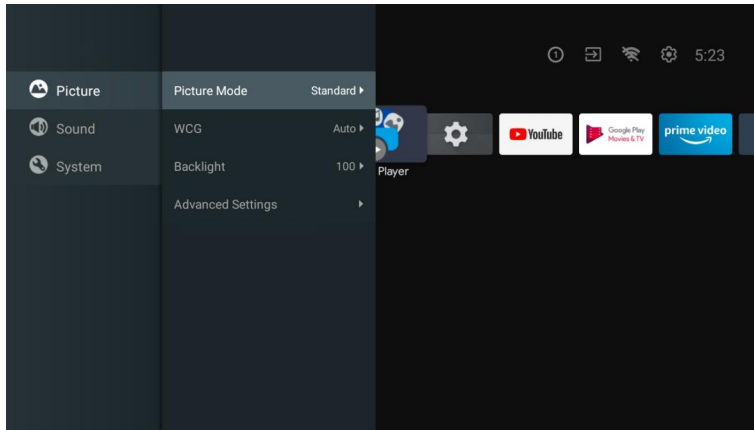 1
5:23
Picture
Picture Mode
Standard
Sound
WCG
Auto
YouTube
Google Play
Movies & TV
prime video
System
Backlight
100
Player
Advanced Settings